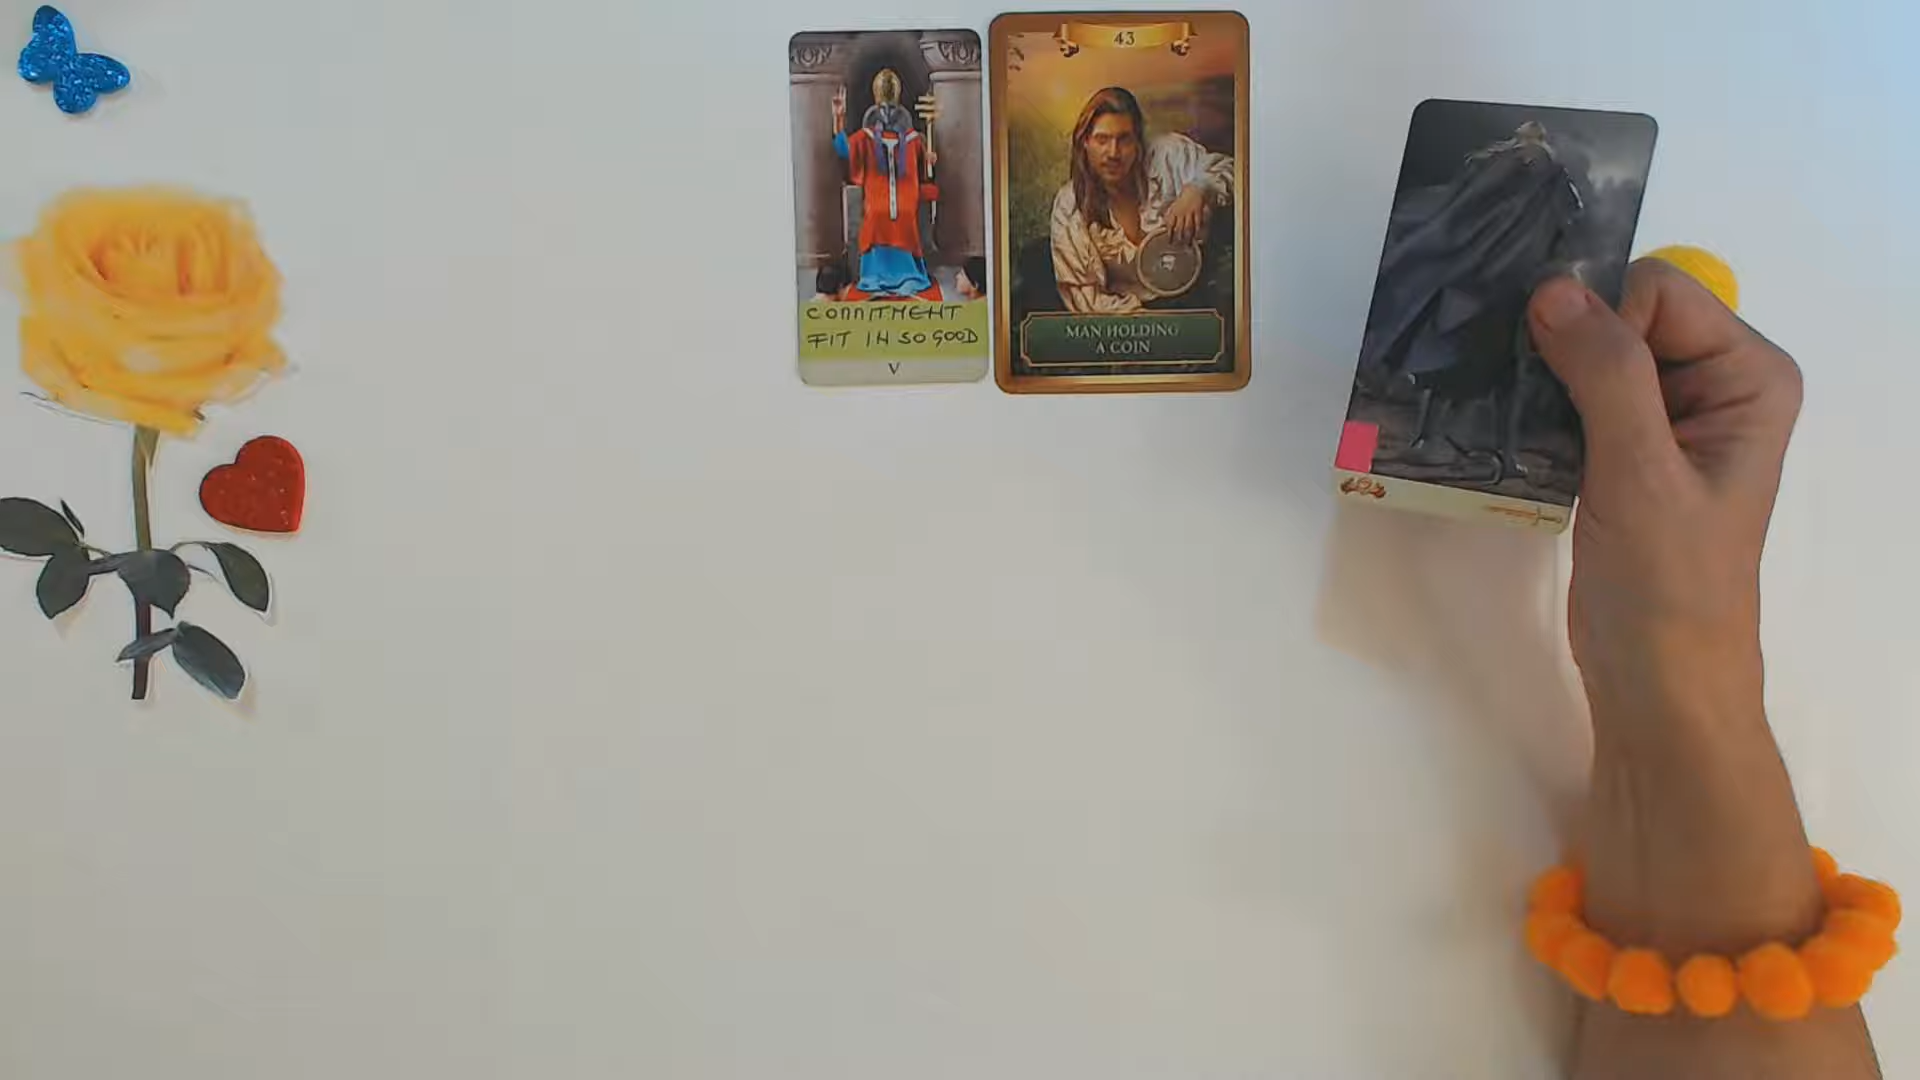 COMMITMENT
FIT IN SO GOOD
V
43
MAN HOLDING
A COIN